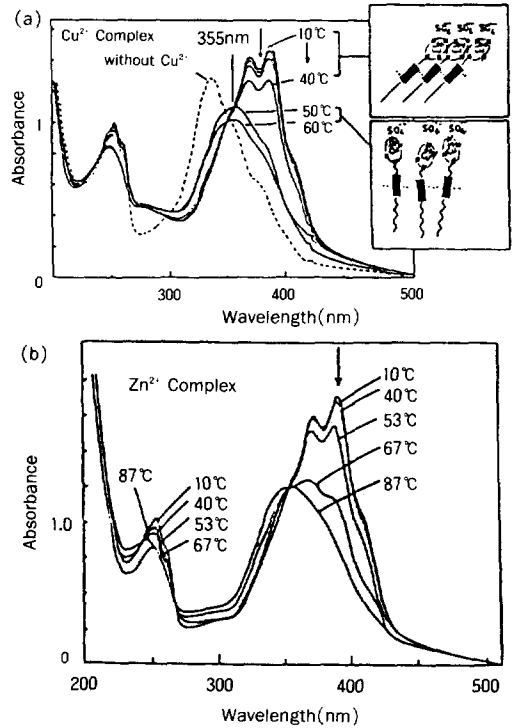 (a)
Cu²⁺ Complex
without Cu²⁺
355nm
10℃
40℃
50℃
60℃
Absorbance
1
0
300
400
500
Wavelength(nm)
(b)
Zn²⁺ Complex
10℃
40℃
53℃
67℃
87℃
87℃
10℃
40℃
53℃
67℃
Absorbance
1.0
0
200
300
400
500
Wavelength(nm)